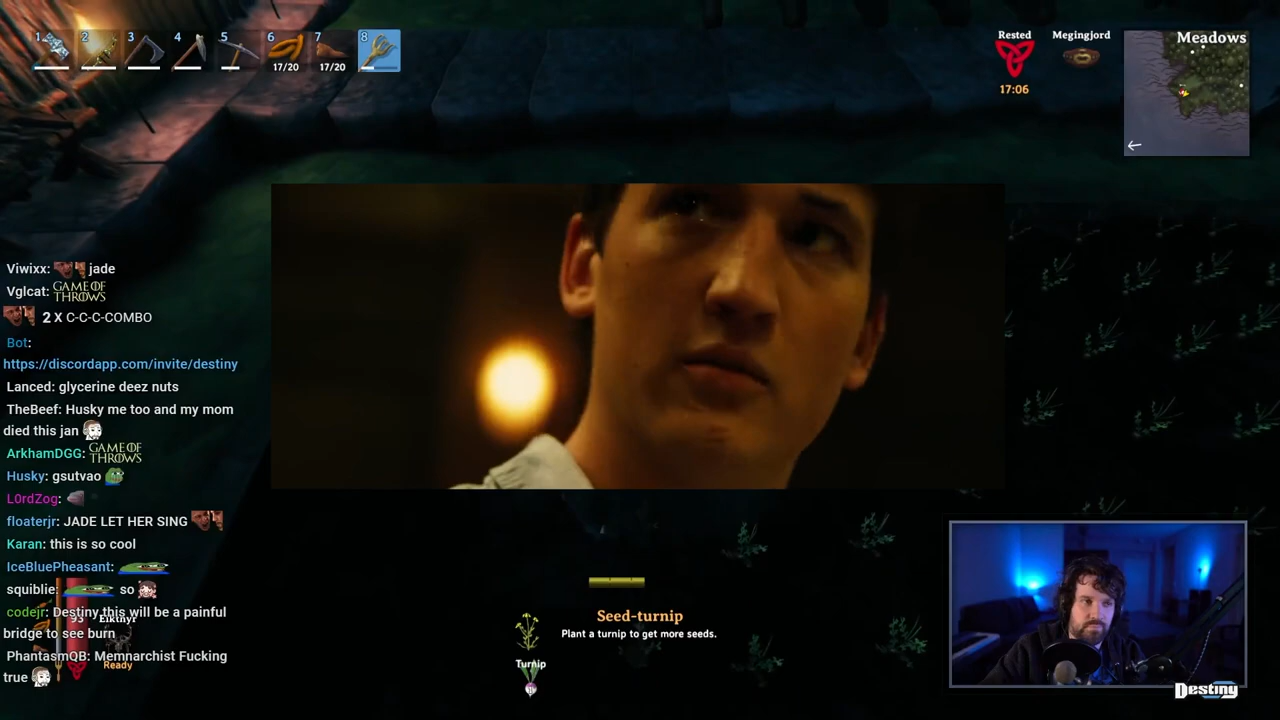 1 2 3 4 5 6 7 8
17/20 17/20
Rested
17:06
Megingjord
Meadows
Viwixx: jade
Vglcat: GAME OF THROWS
2 X C-C-C-COMBO
Bot:
https://discordapp.com/invite/destiny
Lanced: glycerine deez nuts
TheBeef: Husky me too and my mom
died this jan
ArkhamDGG: GAME OF THROWS
Husky: gsutvao
L0rdZog:
floaterjr: JADE LET HER SING
Karan: this is so cool
IceBluePheasant:
squiblie: so
codejr: Destiny this will be a painful
bridge to see burn
PhantasmQB: Memnarchist Fucking
true
93
Eikthyr
Ready
Seed-turnip
Plant a turnip to get more seeds.
Turnip
Destiny